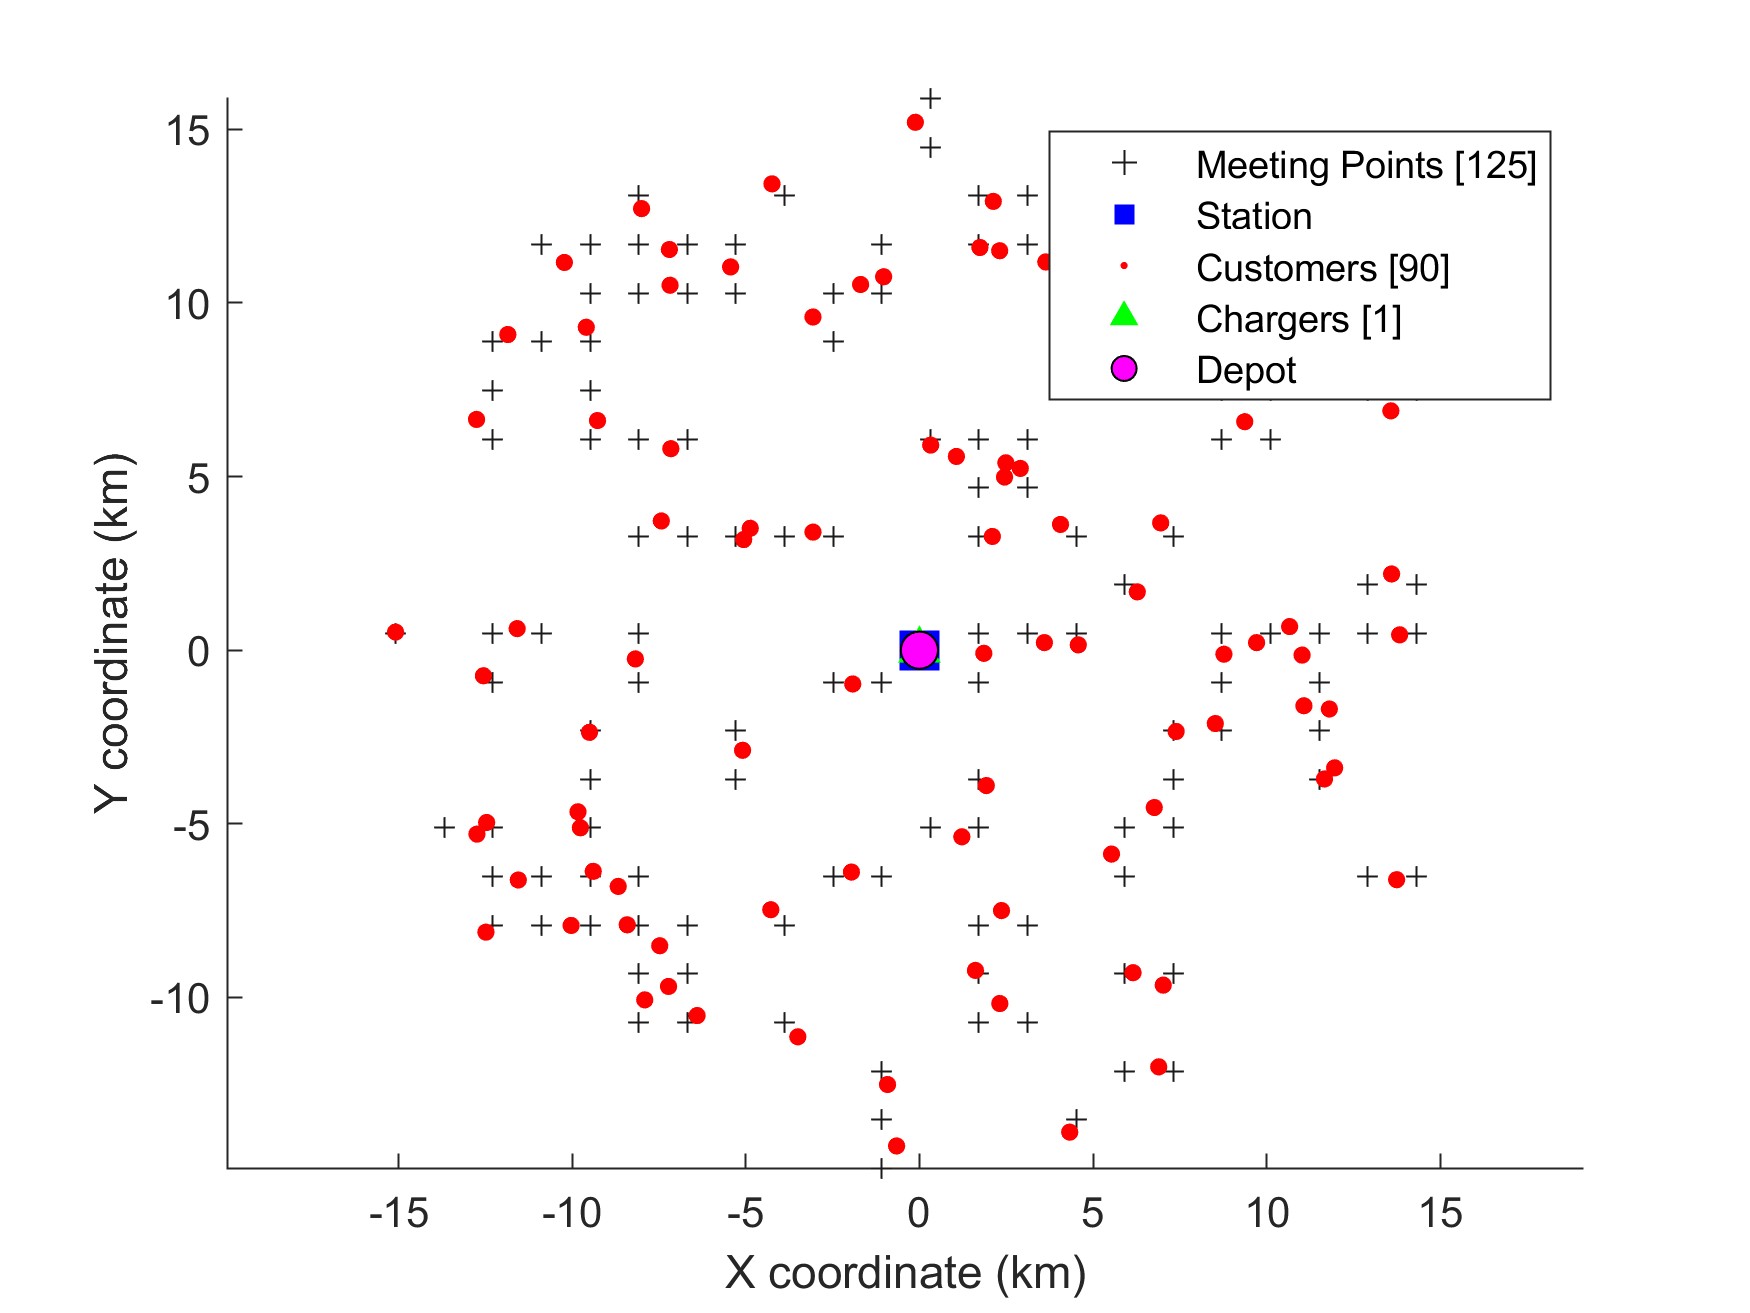 15
10
5
0
-5
-10
Y coordinate (km)
Meeting Points [125]
Station
Customers [90]
Chargers [1]
Depot
-15
-10
-5
0
5
10
15
X coordinate (km)